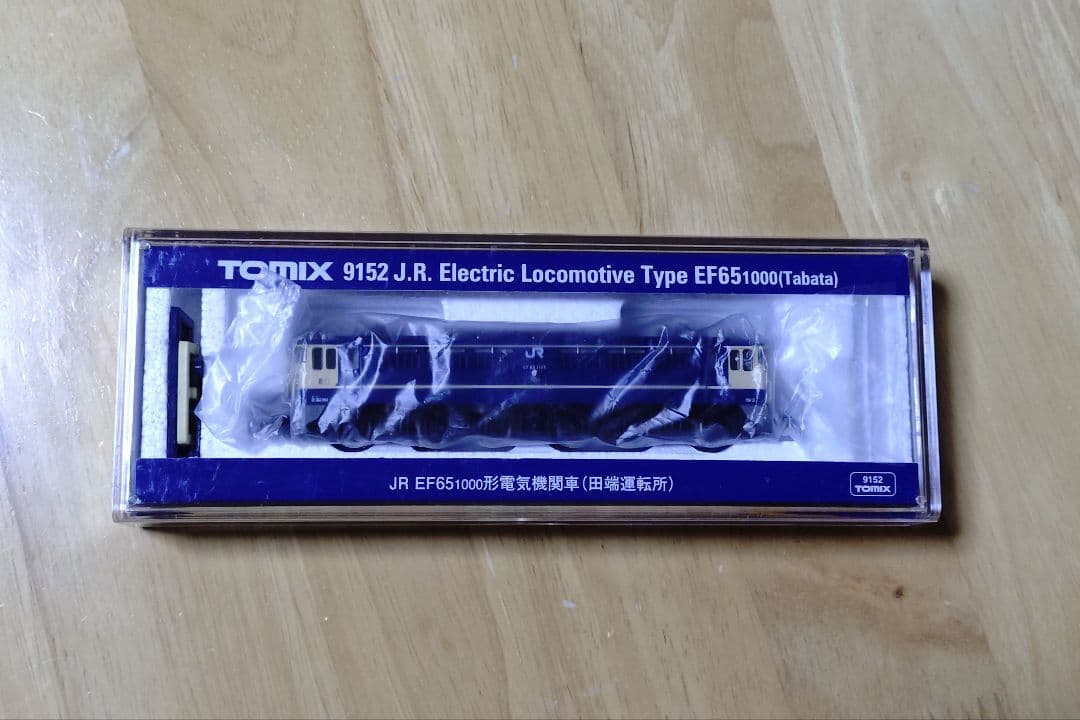 TOMIX 9152 J.R. Electric Locomotive Type EF651000(Tabata)
JR
JR EF651000形電気機関車(田端運転所)
9152
TOMIX